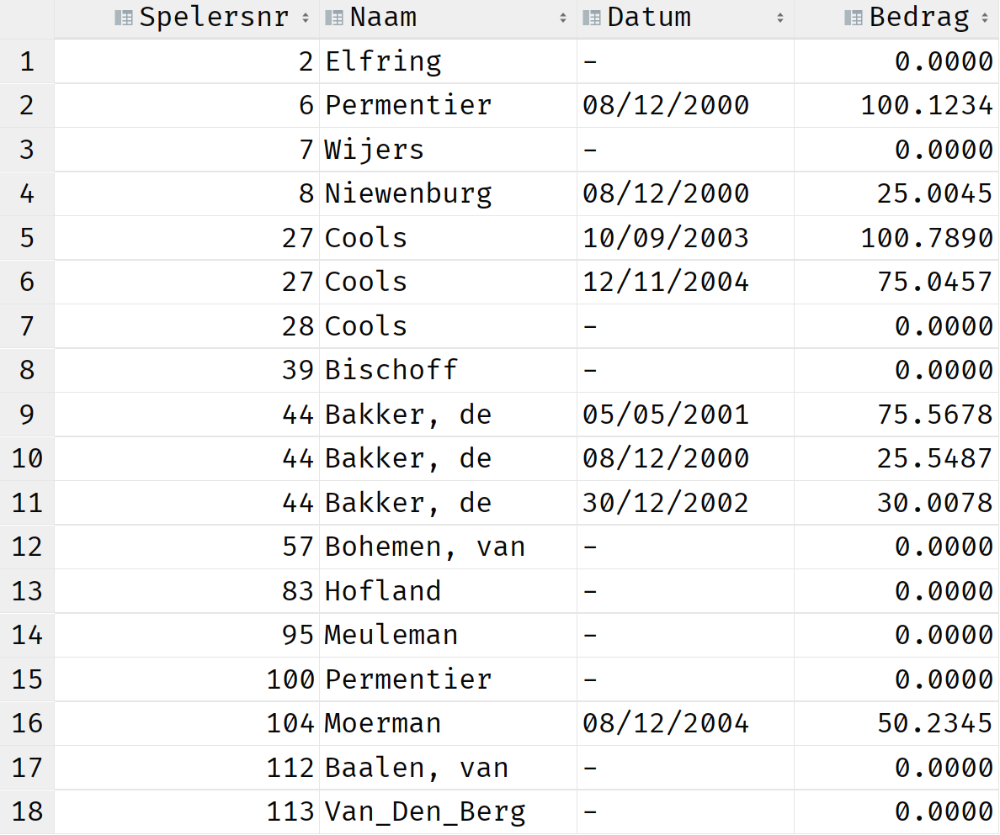 Spelersnr Naam Datum Bedrag
1 2 Elfring - 0.0000
2 6 Permentier 08/12/2000 100.1234
3 7 Wijers - 0.0000
4 8 Niewenburg 08/12/2000 25.0045
5 27 Cools 10/09/2003 100.7890
6 27 Cools 12/11/2004 75.0457
7 28 Cools - 0.0000
8 39 Bischoff - 0.0000
9 44 Bakker, de 05/05/2001 75.5678
10 44 Bakker, de 08/12/2000 25.5487
11 44 Bakker, de 30/12/2002 30.0078
12 57 Bohemen, van - 0.0000
13 83 Hofland - 0.0000
14 95 Meuleman - 0.0000
15 100 Permentier - 0.0000
16 104 Moerman 08/12/2004 50.2345
17 112 Baalen, van - 0.0000
18 113 Van_Den_Berg - 0.0000